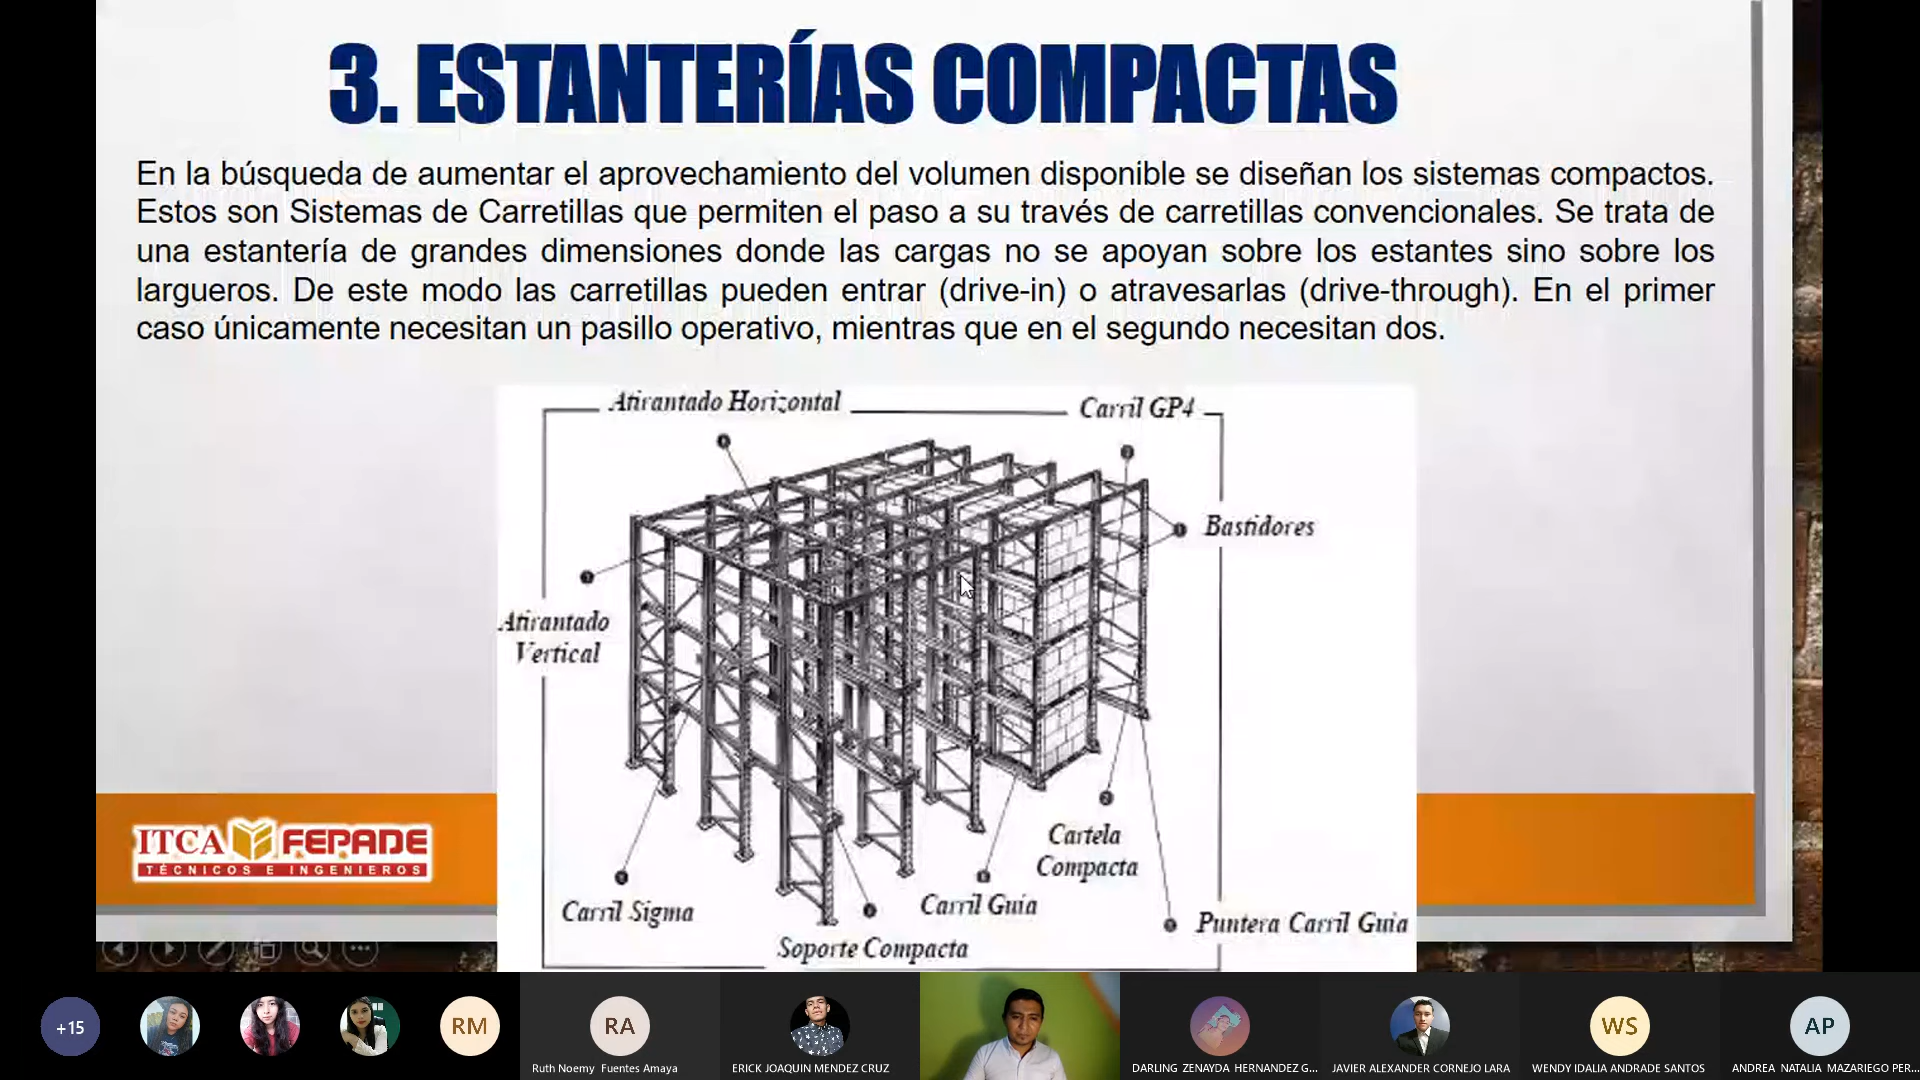 3. ESTANTERÍAS COMPACTAS
En la búsqueda de aumentar el aprovechamiento del volumen disponible se diseñan los sistemas compactos.
Estos son Sistemas de Carretillas que permiten el paso a su través de carretillas convencionales. Se trata de
una estantería de grandes dimensiones donde las cargas no se apoyan sobre los estantes sino sobre los
largueros. De este modo las carretillas pueden entrar (drive-in) o atravesarlas (drive-through). En el primer
caso únicamente necesitan un pasillo operativo, mientras que en el segundo necesitan dos.
Atirantado Horizontal
Carril GP4
Bastidores
Atirantado
Vertical
Cartela
Compacta
Carril Sigma
Carril Guia
Soporte Compacta
Puntera Carril Guia
ITCA FEPADE
TÉCNICOS E INGENIEROS
+15
RM
RA
WS
AP
Ruth Noemy Fuentes Amaya
ERICK JOAQUIN MENDEZ CRUZ
DARLING ZENAYDA HERNANDEZ G...
JAVIER ALEXANDER CORNEJO LARA
WENDY IDALIA ANDRADE SANTOS
ANDREA NATALIA MAZARIEGO PER...